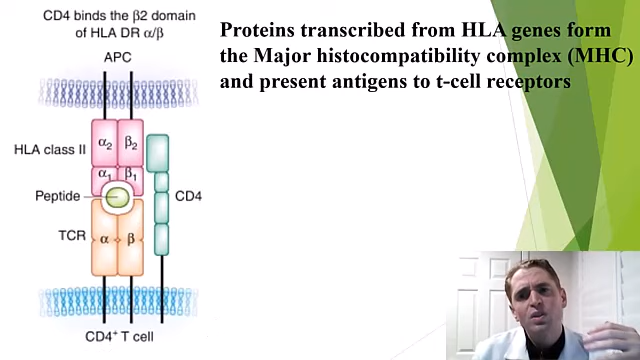 CD4 binds the β2 domain
of HLA DR α/β
APC
Proteins transcribed from HLA genes form
the Major histocompatibility complex (MHC)
and present antigens to t-cell receptors
α2 β2
HLA class II
α1 β1
Peptide
CD4
TCR
α β
CD4+ T cell